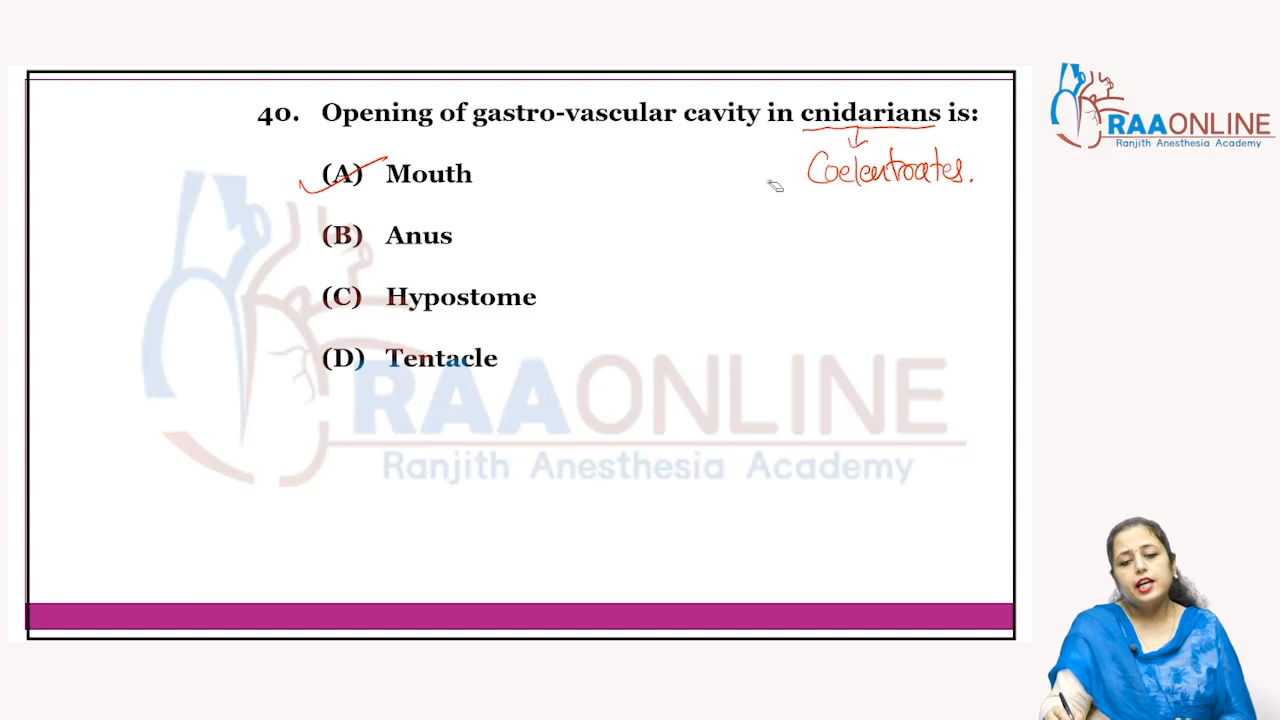 RAAONLINE
Ranjith Anesthesia Academy
40. Opening of gastro-vascular cavity in cnidarians is:
Coelentroates.
(A) Mouth
(B) Anus
(C) Hypostome
(D) Tentacle
RAAONLINE
Ranjith Anesthesia Academy